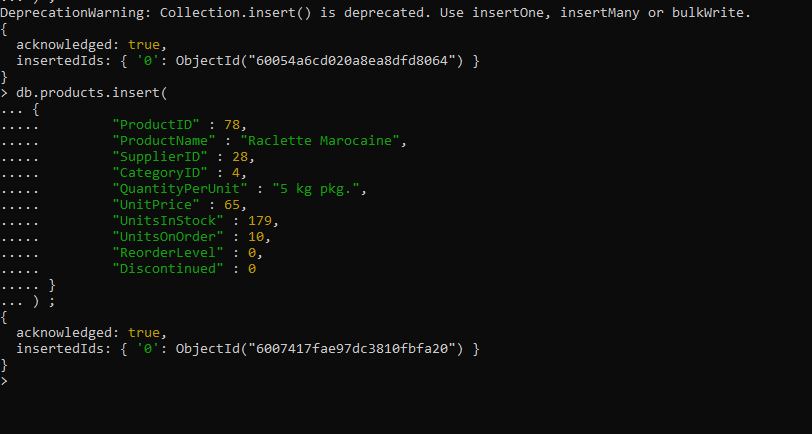 ... ) ;
DeprecationWarning: Collection.insert() is deprecated. Use insertOne, insertMany or bulkWrite.
{
  acknowledged: true,
  insertedIds: { '0': ObjectId("60054a6cd020a8ea8dfd8064") }
}
> db.products.insert(
... {
.....         "ProductID" : 78,
.....         "ProductName" : "Raclette Marocaine",
.....         "SupplierID" : 28,
.....         "CategoryID" : 4,
.....         "QuantityPerUnit" : "5 kg pkg.",
.....         "UnitPrice" : 65,
.....         "UnitsInStock" : 179,
.....         "UnitsOnOrder" : 10,
.....         "ReorderLevel" : 0,
.....         "Discontinued" : 0
..... }
... ) ;
{
  acknowledged: true,
  insertedIds: { '0': ObjectId("6007417fae97dc3810fbfa20") }
}
>